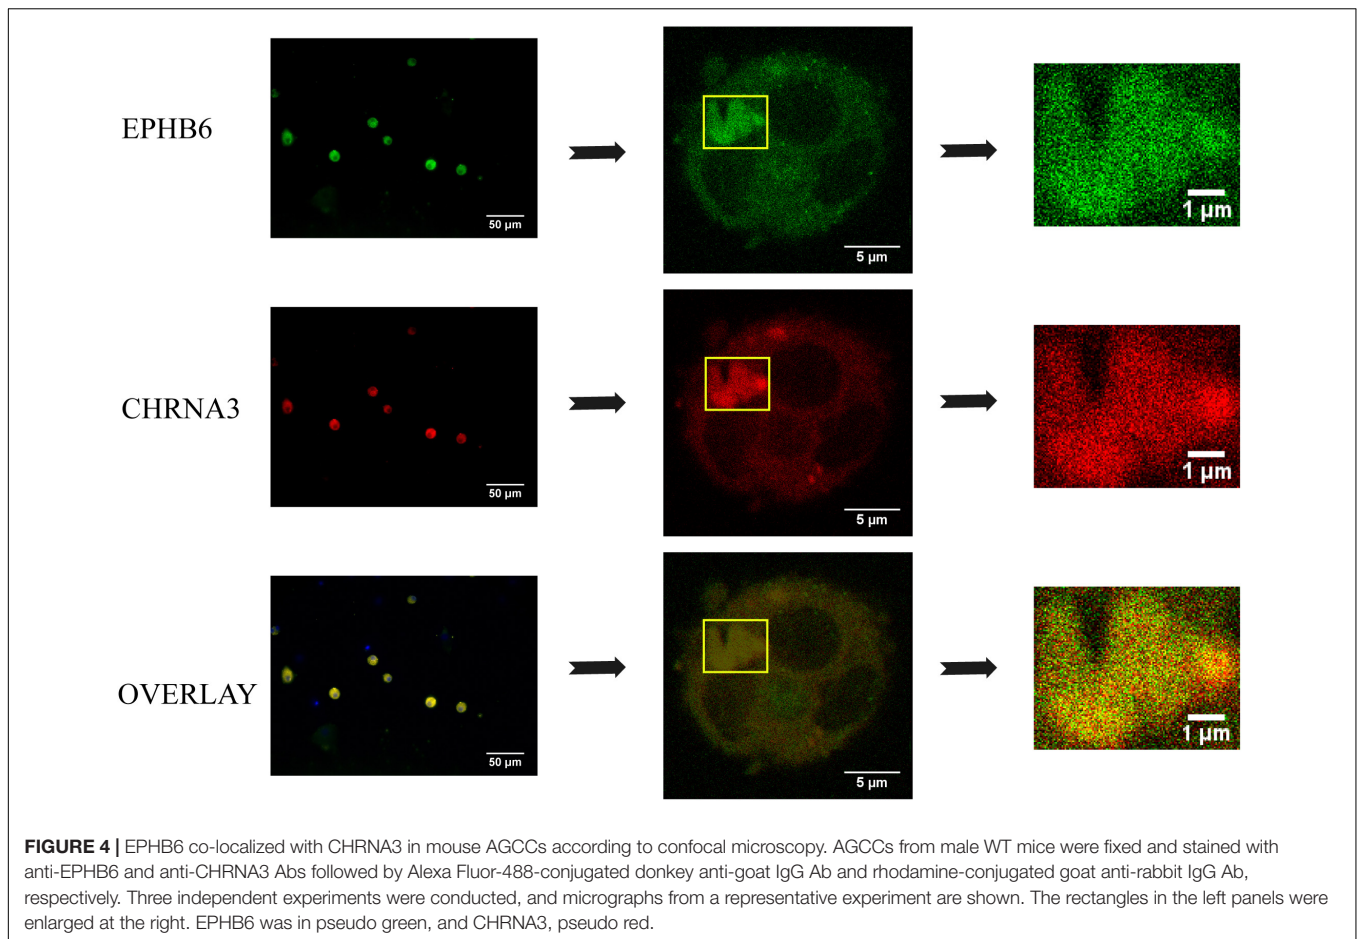 EPHB6
50 µm
5 µm
1 µm
CHRNA3
50 µm
5 µm
1 µm
OVERLAY
50 µm
5 µm
1 µm
FIGURE 4 | EPHB6 co-localized with CHRNA3 in mouse AGCCs according to confocal microscopy. AGCCs from male WT mice were fixed and stained with
anti-EPHB6 and anti-CHRNA3 Abs followed by Alexa Fluor-488-conjugated donkey anti-goat IgG Ab and rhodamine-conjugated goat anti-rabbit IgG Ab,
respectively. Three independent experiments were conducted, and micrographs from a representative experiment are shown. The rectangles in the left panels were
enlarged at the right. EPHB6 was in pseudo green, and CHRNA3, pseudo red.